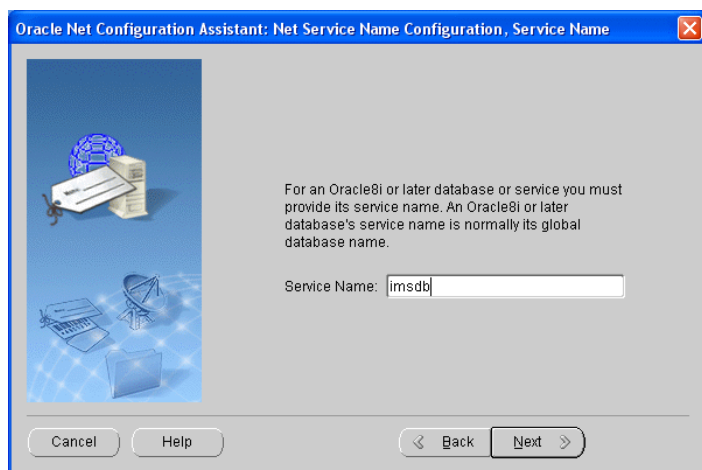 Oracle Net Configuration Assistant: Net Service Name Configuration, Service Name
For an Oracle8i or later database or service you must
provide its service name. An Oracle8i or later
database's service name is normally its global
database name.
Service Name: imsdb
Cancel Help Back Next